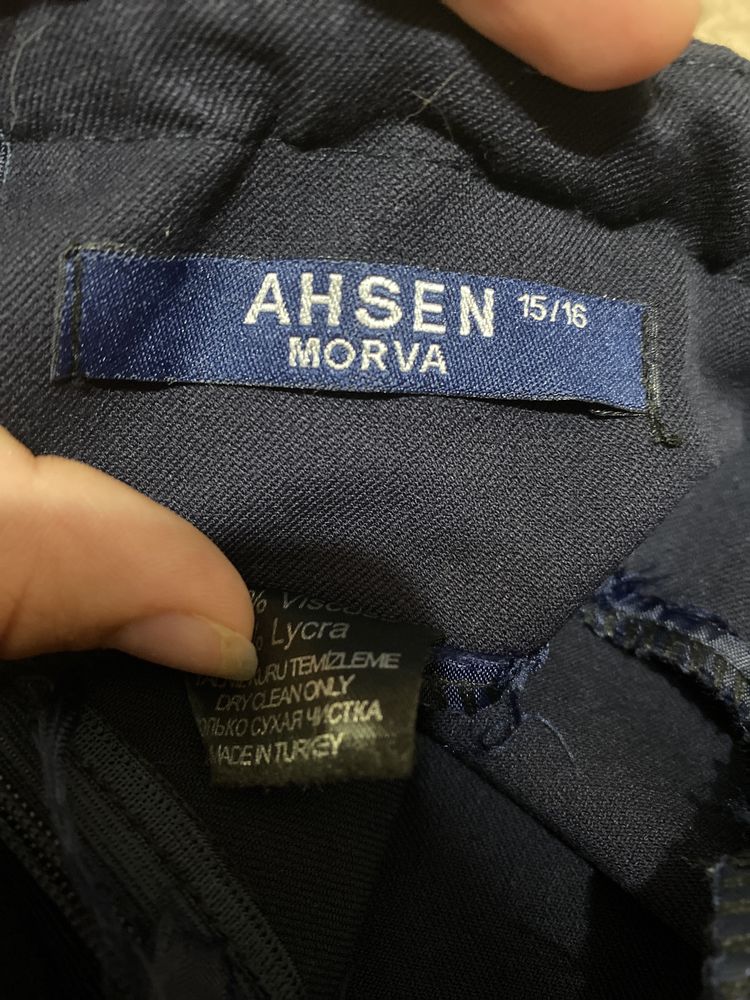 AHSEN 15/16
MORVA
% Lycra
KURU TEMİZLEME
DRY CLEAN ONLY
СУХАЯ ЧИСТКА
MADE IN TURKEY